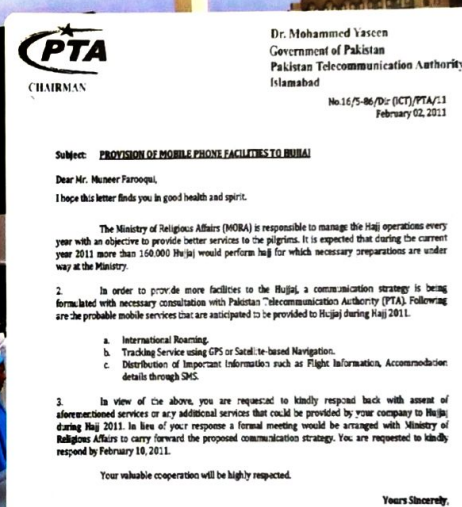 PTA
CHAIRMAN
Dr. Mohammed Yaseen
Government of Pakistan
Pakistan Telecommunication Authority
Islamabad
No.16/5-86/Dir (ICT)/PTA/11
February 02, 2011
Subject: PROVISION OF MOBILE PHONE FACILITIES TO HUJJAJ
Dear Mr. Muneer Farooqui,
I hope this letter finds you in good health and spirit.
The Ministry of Religious Affairs (MORA) is responsible to manage the Hajj operations every
year with an objective to provide better services to the pilgrims. It is expected that during the current
year 2011 more than 160,000 Hujjaj would perform hajj for which necessary preparations are under
way at the Ministry.
2. In order to provide more facilities to the Hujjaj, a communication strategy is being
formulated with necessary consultation with Pakistan Telecommunication Authority (PTA). Following
are the probable mobile services that are anticipated to be provided to Hujjaj during Hajj 2011.
a. International Roaming.
b. Tracking Service using GPS or Satellite-based Navigation.
c. Distribution of Important Information such as Flight Information, Accommodation
details through SMS.
3. In view of the above, you are requested to kindly respond back with assent of
aforementioned services or any additional services that could be provided by your company to Hujjaj
during Hajj 2011. In lieu of your response a formal meeting would be arranged with Ministry of
Religious Affairs to carry forward the proposed communication strategy. You are requested to kindly
respond by February 10, 2011.
Your valuable cooperation will be highly respected.
Yours Sincerely,